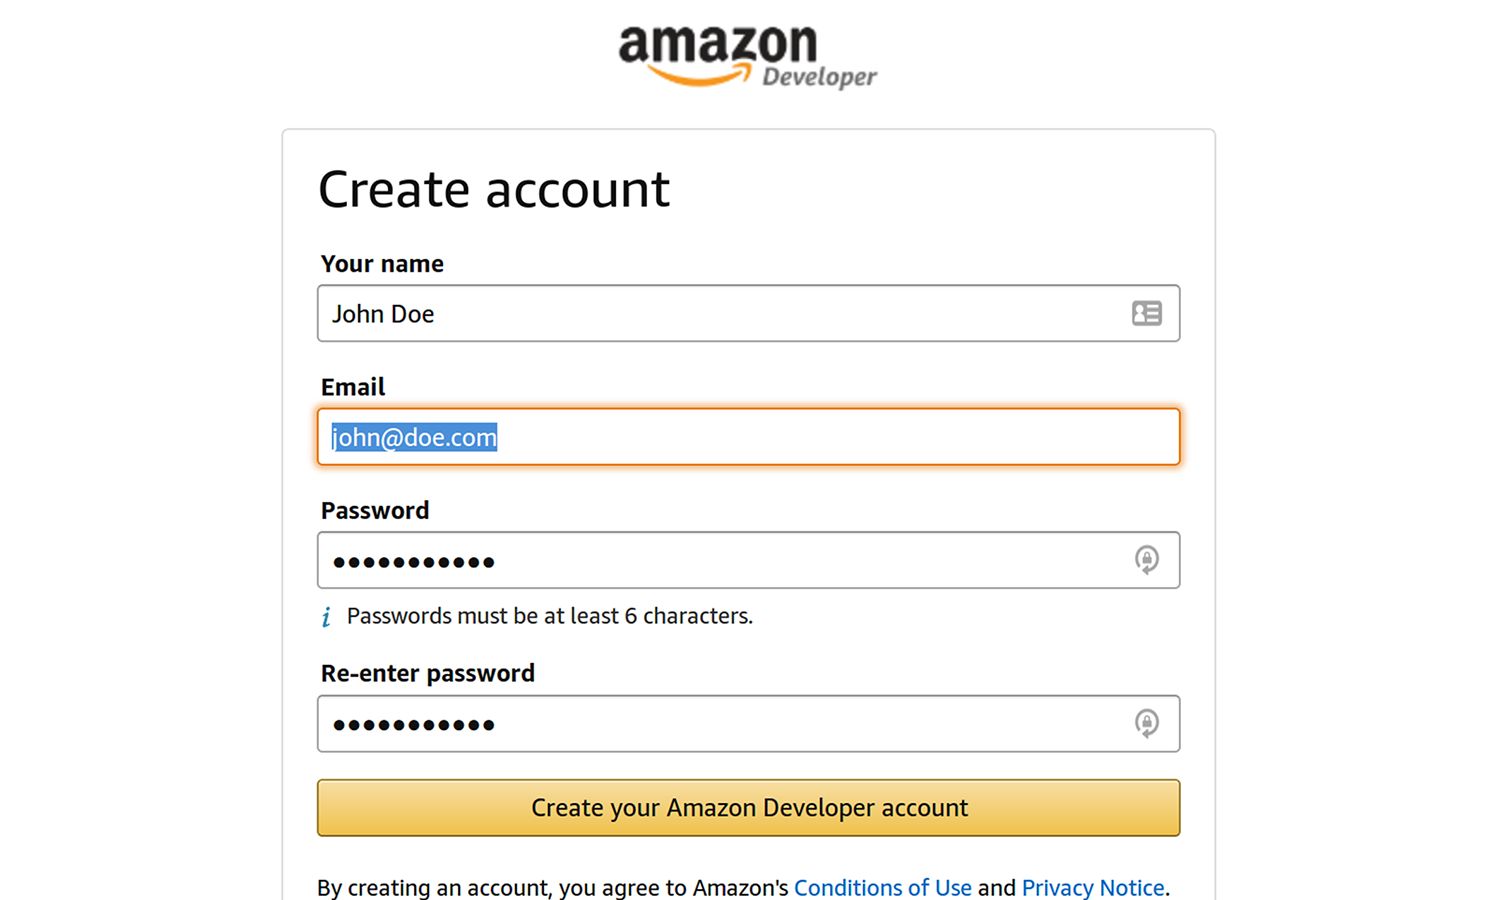 amazon
Developer
Create account
Your name
John Doe
Email
john@doe.com
Password
●●●●●●●●●●●
i Passwords must be at least 6 characters.
Re-enter password
●●●●●●●●●●●
Create your Amazon Developer account
By creating an account, you agree to Amazon's Conditions of Use and Privacy Notice.